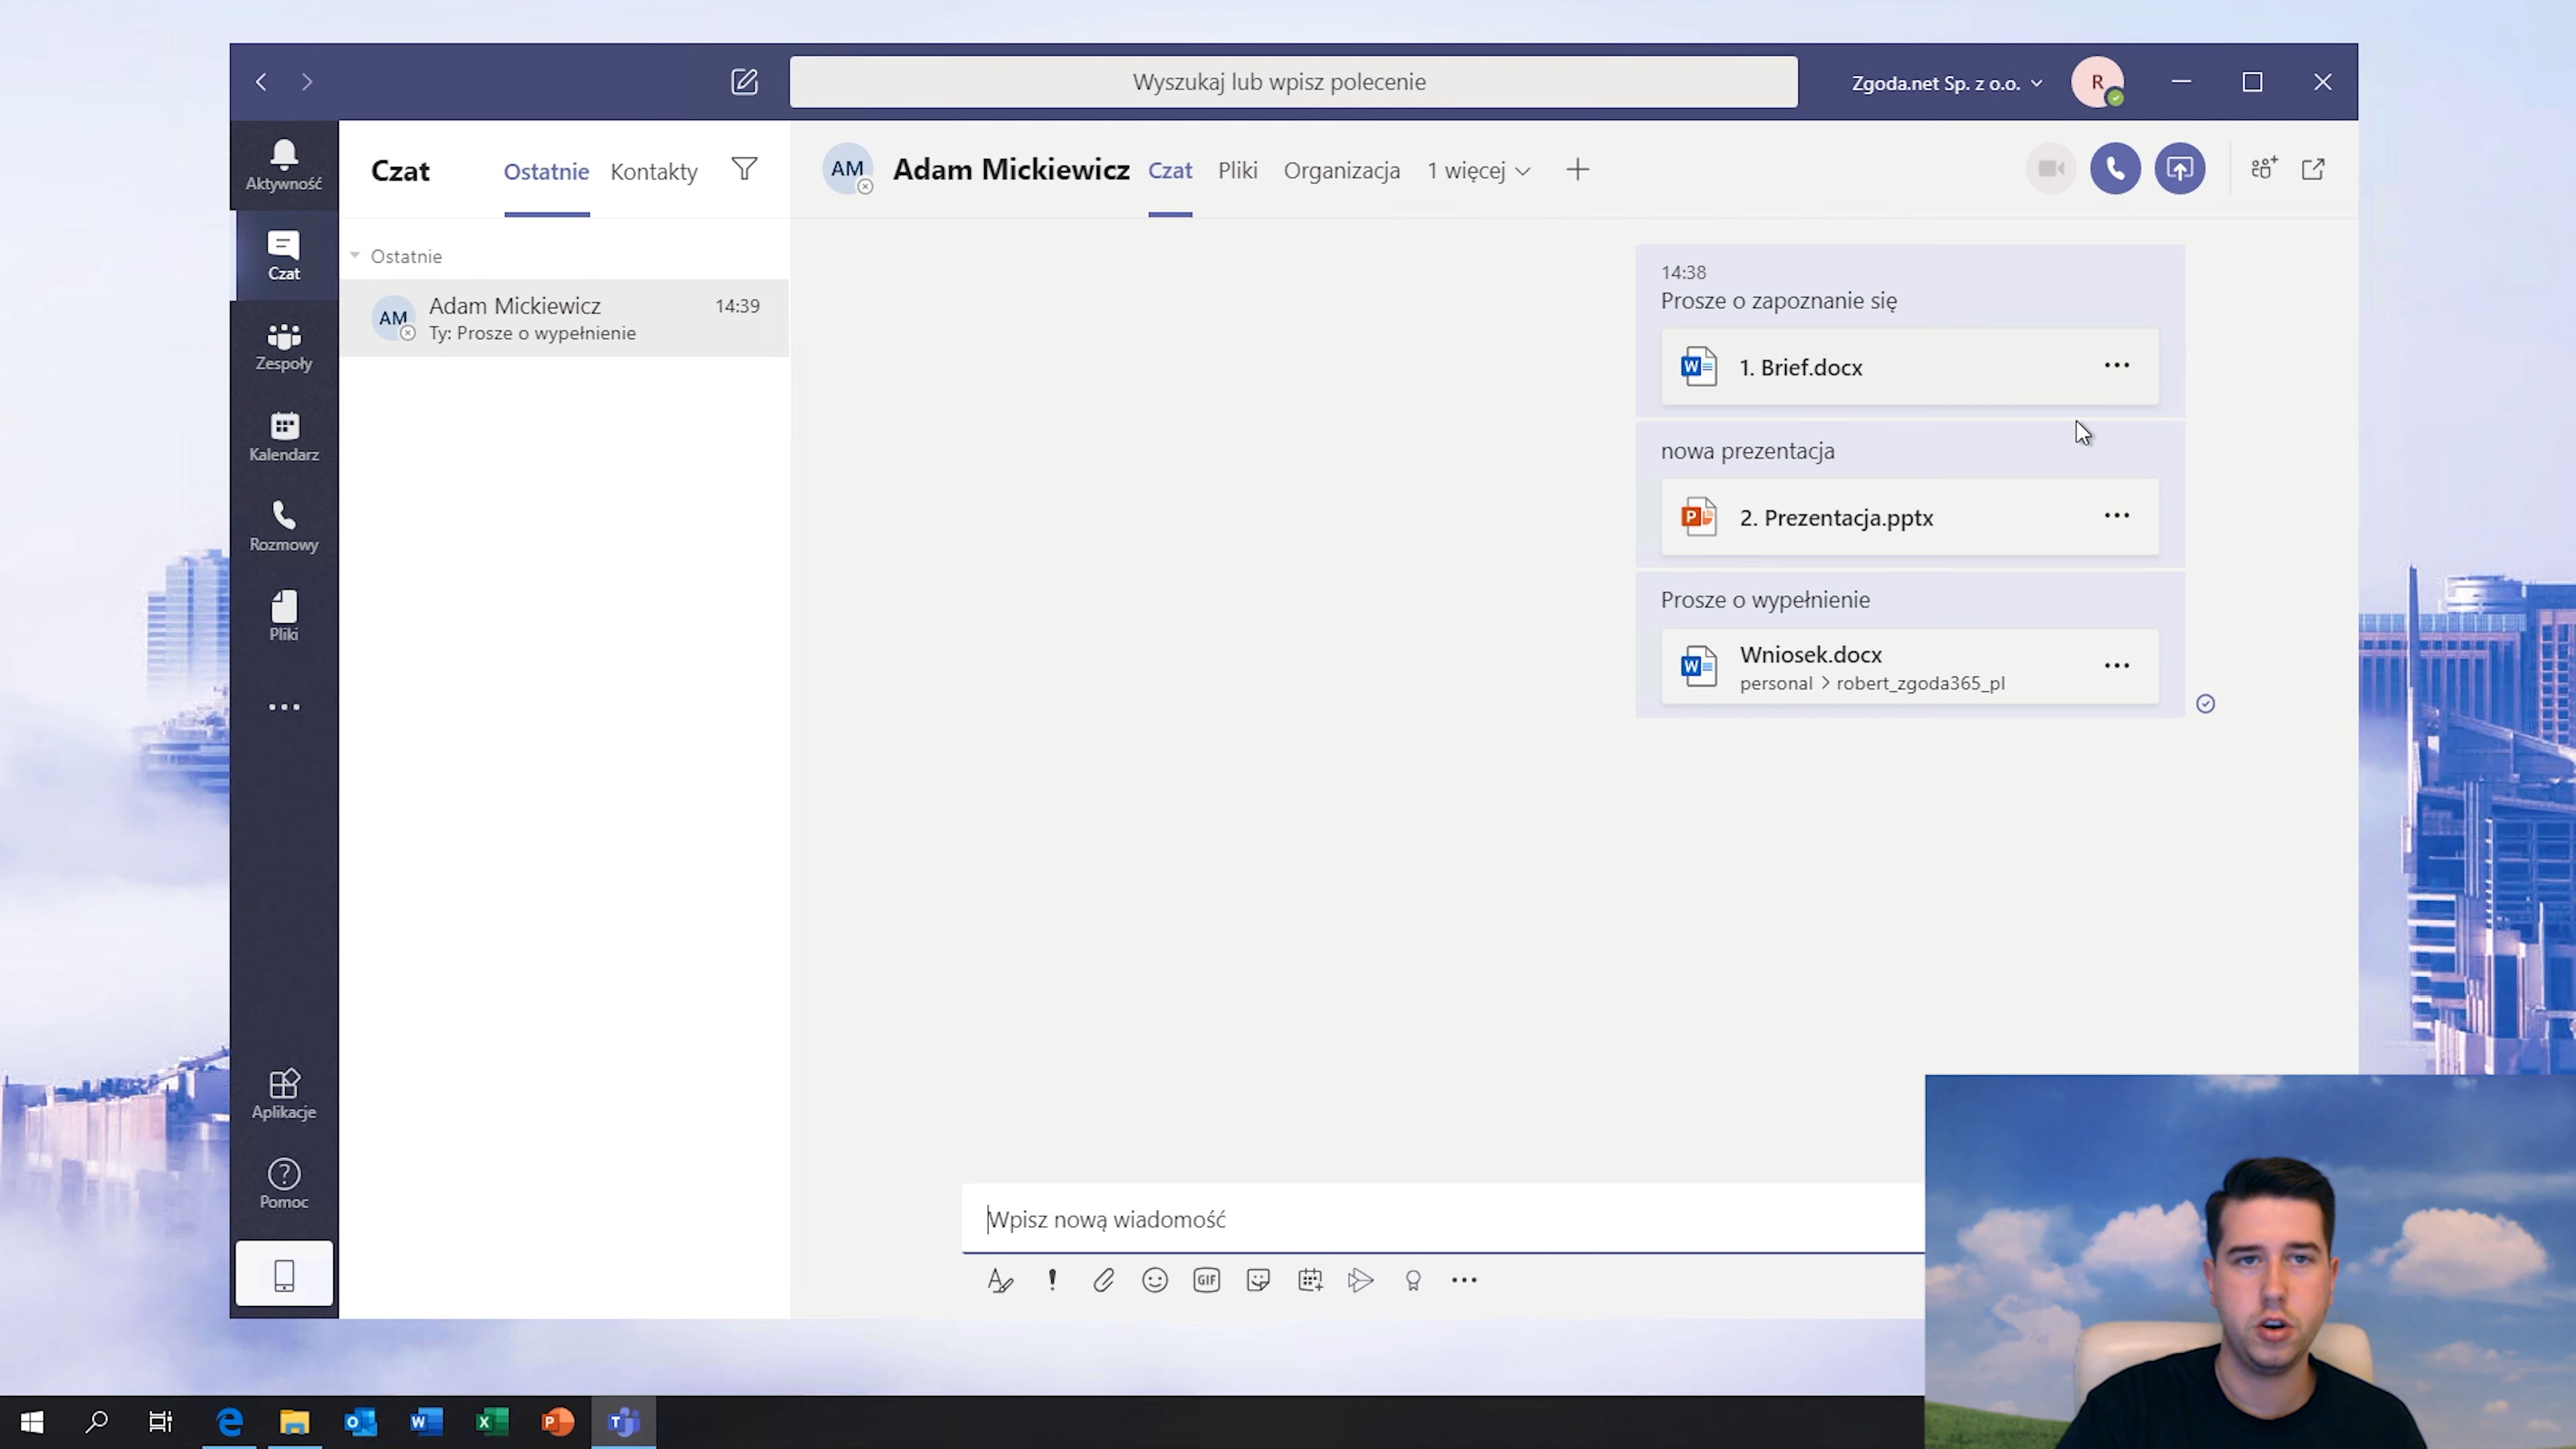 Wyszukaj lub wpisz polecenie
Zgoda.net Sp. z o.o.
R
Aktywność
Czat
Zespoły
Kalendarz
Rozmowy
Pliki
Aplikacje
Pomoc
Czat
Ostatnie
Kontakty
Ostatnie
AM
Adam Mickiewicz
14:39
Ty: Prosze o wypełnienie
AM
Adam Mickiewicz
Czat
Pliki
Organizacja
1 więcej
14:38
Prosze o zapoznanie się
W
1. Brief.docx
nowa prezentacja
P
2. Prezentacja.pptx
Prosze o wypełnienie
W
Wniosek.docx
personal > robert_zgoda365_pl
Wpisz nową wiadomość
GIF